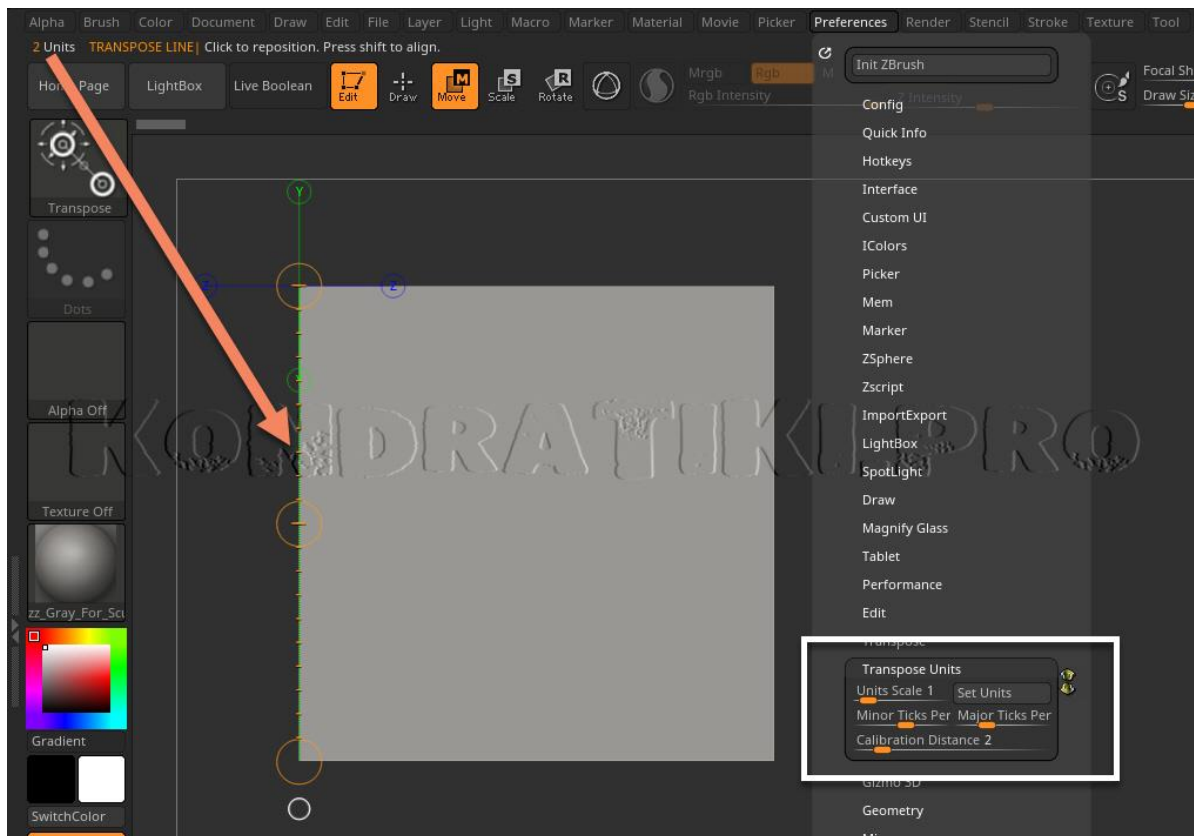 Alpha Brush Color Document Draw Edit File Layer Light Macro Marker Material Movie Picker Preferences Render Stencil Stroke Texture Tool
2 Units TRANSPOSE LINE| Click to reposition. Press shift to align.
Home Page LightBox Live Boolean Edit Draw Move Scale Rotate Mrgb Rgb M
M S R S
Rgb Intensity Z Intensity
Focal Sh
Draw Siz
Transpose
Dots
Alpha Off
Texture Off
zz_Gray_For_Scu
Gradient
SwitchColor
Y
Z Z
Y
KONDRATIKI.PRO
Init ZBrush
Config
Quick Info
Hotkeys
Interface
Custom UI
IColors
Picker
Mem
Marker
ZSphere
Zscript
ImportExport
LightBox
SpotLight
Draw
Magnify Glass
Tablet
Performance
Edit
Transpose
Transpose Units
Units Scale 1 Set Units
Minor Ticks Per Major Ticks Per
Calibration Distance 2
Gizmo 3D
Geometry